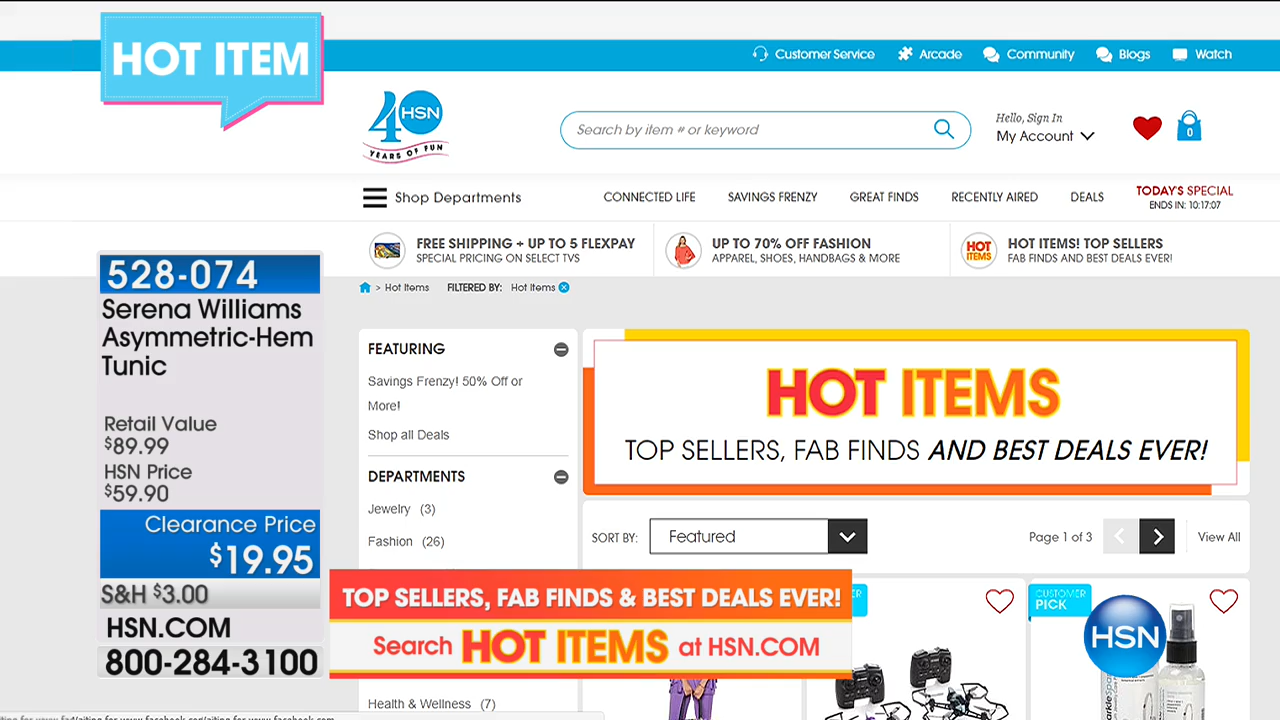 HOT ITEM
Customer Service
Arcade
Community
Blogs
Watch
40 HSN
YEARS OF FUN
Search by item # or keyword
Hello, Sign In
My Account
0
Shop Departments
CONNECTED LIFE
SAVINGS FRENZY
GREAT FINDS
RECENTLY AIRED
DEALS
TODAY'S SPECIAL
ENDS IN: 10:17:07
FREE SHIPPING + UP TO 5 FLEXPAY
SPECIAL PRICING ON SELECT TVS
UP TO 70% OFF FASHION
APPAREL, SHOES, HANDBAGS & MORE
HOT
ITEMS
HOT ITEMS! TOP SELLERS
FAB FINDS AND BEST DEALS EVER!
> Hot Items FILTERED BY: Hot Items
528-074
Serena Williams
Asymmetric-Hem
Tunic
Retail Value
$89.99
HSN Price
$59.90
Clearance Price
$19.95
S&H $3.00
HSN.COM
800-284-3100
FEATURING
Savings Frenzy! 50% Off or
More!
Shop all Deals
DEPARTMENTS
Jewelry (3)
Fashion (26)
Health & Wellness (7)
HOT ITEMS
TOP SELLERS, FAB FINDS AND BEST DEALS EVER!
SORT BY: Featured
Page 1 of 3
View All
TOP SELLERS, FAB FINDS & BEST DEALS EVER!
Search HOT ITEMS at HSN.COM
CUSTOMER
PICK
HSN